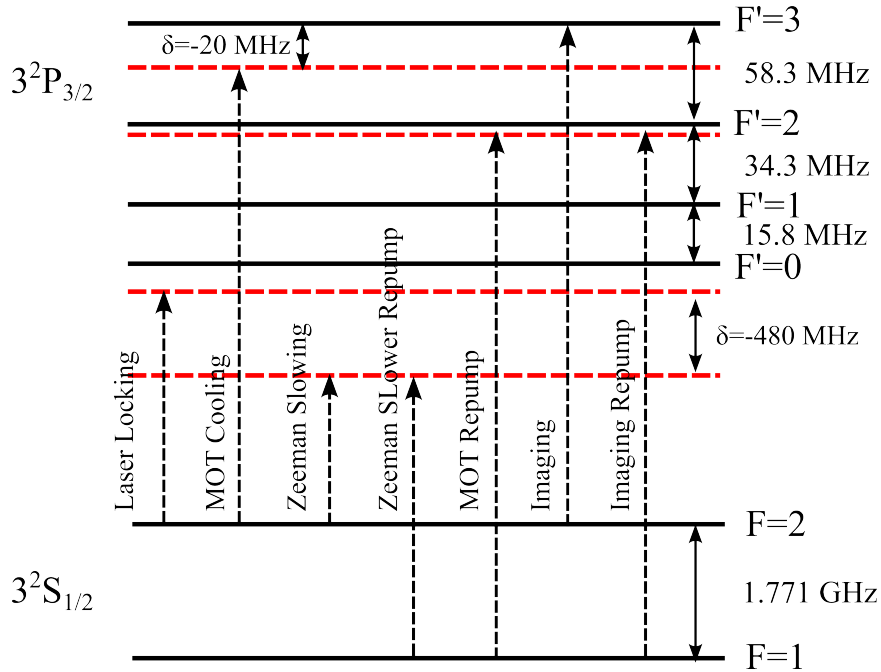 F'=3
δ=-20 MHz
3²P₃/₂
58.3 MHz
F'=2
34.3 MHz
F'=1
15.8 MHz
F'=0
δ=-480 MHz
Laser Locking
MOT Cooling
Zeeman Slowing
Zeeman SLower Repump
MOT Repump
Imaging
Imaging Repump
F=2
3²S₁/₂
1.771 GHz
F=1